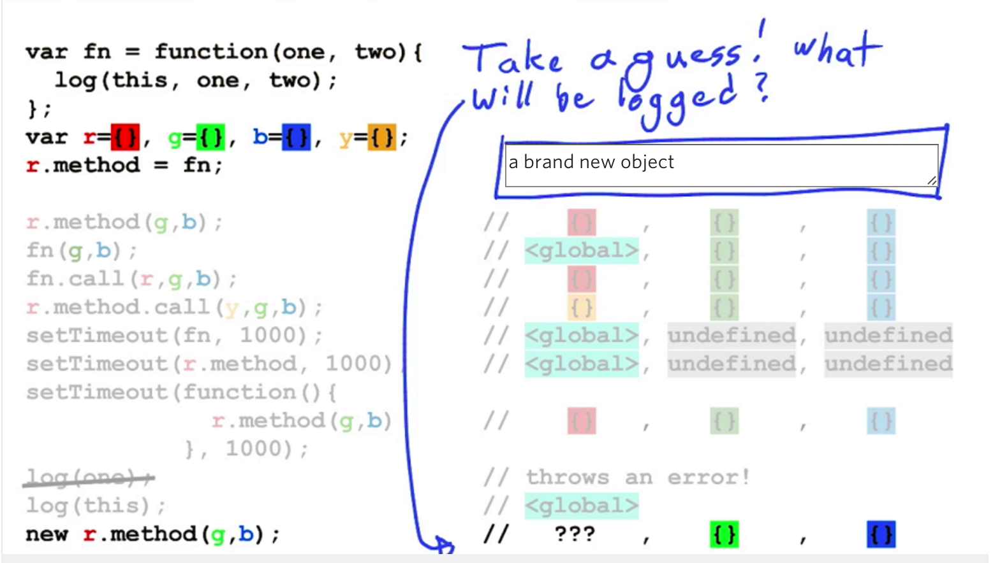 var fn = function(one, two){
log(this, one, two);
};
var r={}, g={}, b={}, y={};
r.method = fn;
Take a guess! what
will be logged?
a brand new object
r.method(g,b); // {} , {} , {}
fn(g,b); // <global>, {} , {}
fn.call(r,g,b); // {} , {} , {}
r.method.call(y,g,b); // {} , {} , {}
setTimeout(fn, 1000); // <global>, undefined, undefined
setTimeout(r.method, 1000) // <global>, undefined, undefined
setTimeout(function(){
r.method(g,b) // {} , {} , {}
}, 1000);
log(one); // throws an error!
log(this); // <global>
new r.method(g,b); // ??? , {} , {}